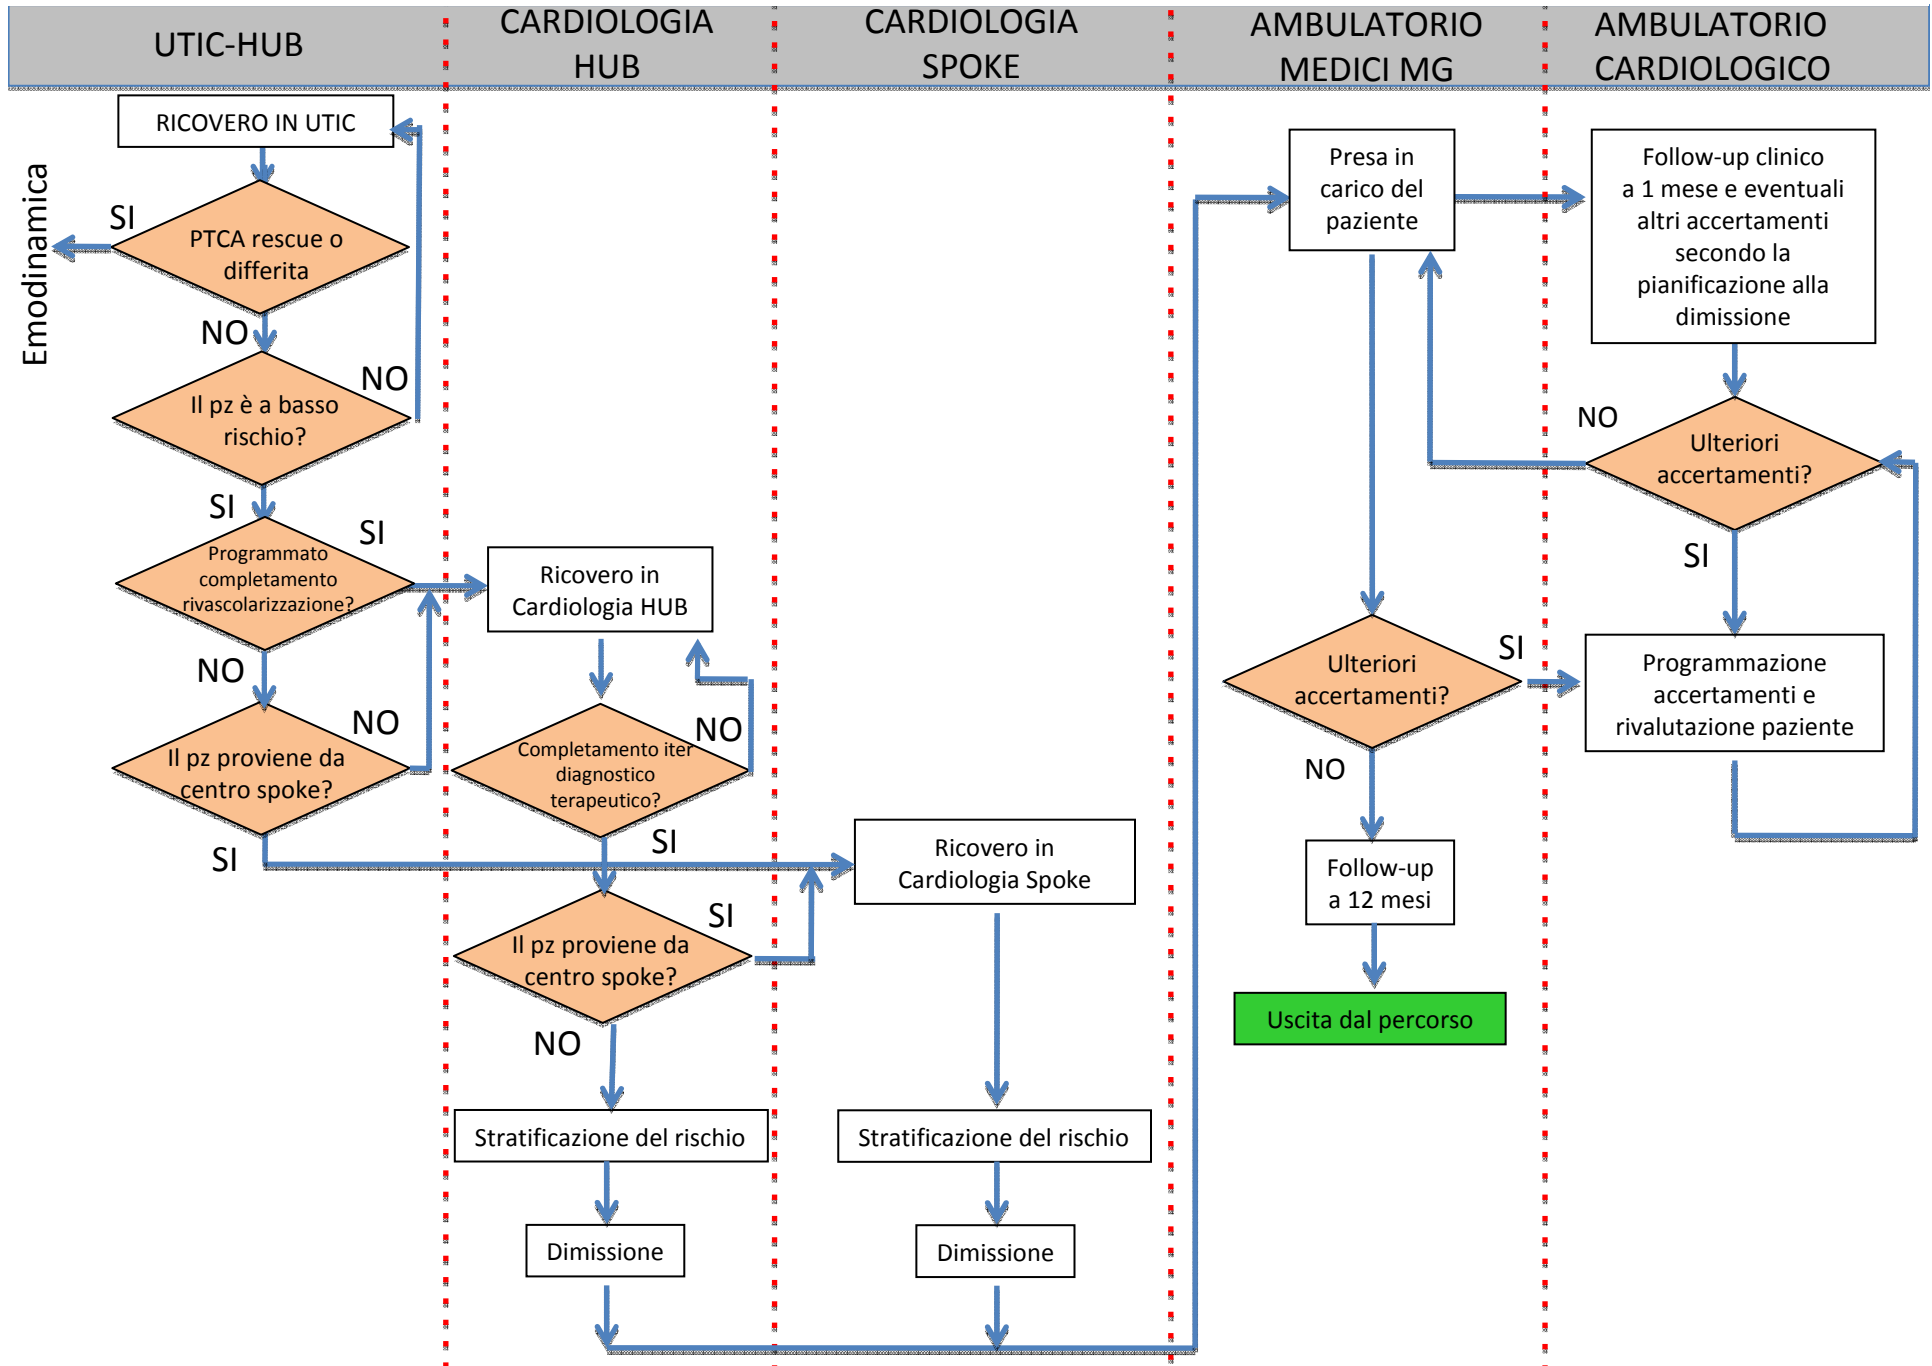 UTIC-HUB
CARDIOLOGIA
HUB
CARDIOLOGIA
SPOKE
AMBULATORIO
MEDICI MG
AMBULATORIO
CARDIOLOGICO
RICOVERO IN UTIC
Emodinamica
SI
PTCA rescue o
differita
NO
NO
Il pz è a basso
rischio?
SI
SI
Programmato
completamento
rivascolarizzazione?
NO
NO
Il pz proviene da
centro spoke?
SI
Ricovero in
Cardiologia HUB
NO
Completamento iter
diagnostico
terapeutico?
SI
SI
Il pz proviene da
centro spoke?
NO
Stratificazione del rischio
Dimissione
Ricovero in
Cardiologia Spoke
Stratificazione del rischio
Dimissione
Presa in
carico del
paziente
Ulteriori
accertamenti?
SI
NO
Follow-up
a 12 mesi
Uscita dal percorso
Follow-up clinico
a 1 mese e eventuali
altri accertamenti
secondo la
pianificazione alla
dimissione
NO
Ulteriori
accertamenti?
SI
Programmazione
accertamenti e
rivalutazione paziente